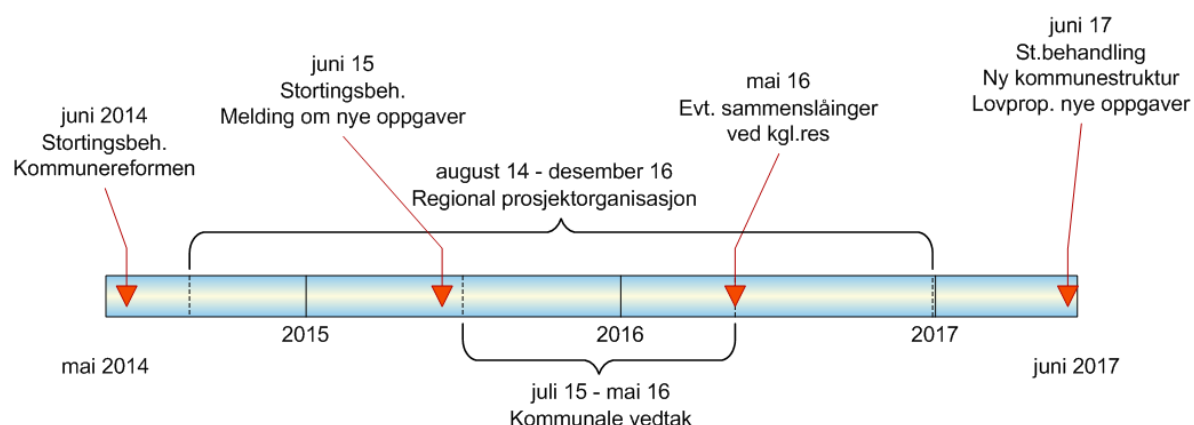 juni 17
St.behandling
Ny kommunestruktur
Lovprop. nye oppgaver
juni 15
Stortingsbeh.
Melding om nye oppgaver
mai 16
Evt. sammenslåinger
ved kgl.res
juni 2014
Stortingsbeh.
Kommunereformen
august 14 - desember 16
Regional prosjektorganisasjon
2015
2016
2017
mai 2014
juni 2017
juli 15 - mai 16
Kommunale vedtak